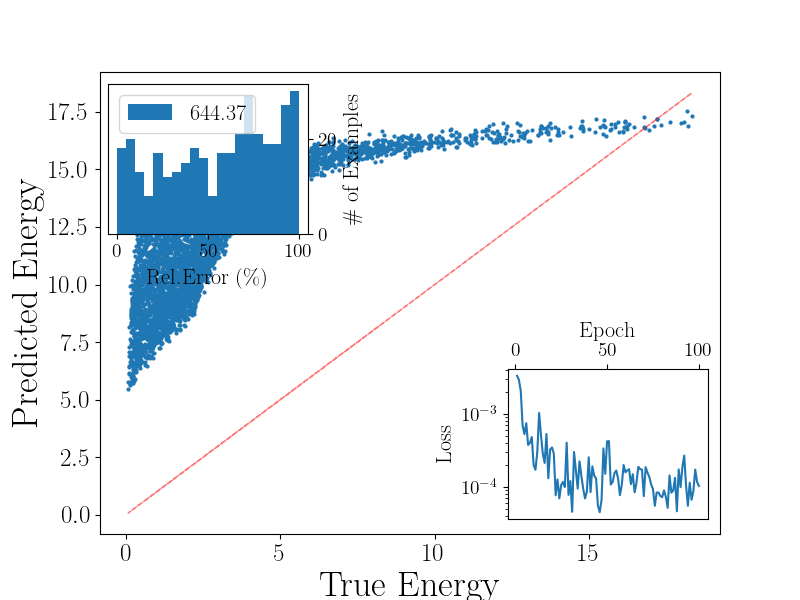 644.37
20
0
# of Examples
0 50 100
Rel.Error (%)
17.5
15.0
12.5
10.0
7.5
5.0
2.5
0.0
Predicted Energy
Epoch
0 50 100
10⁻³
10⁻⁴
Loss
0 5 10 15
True Energy